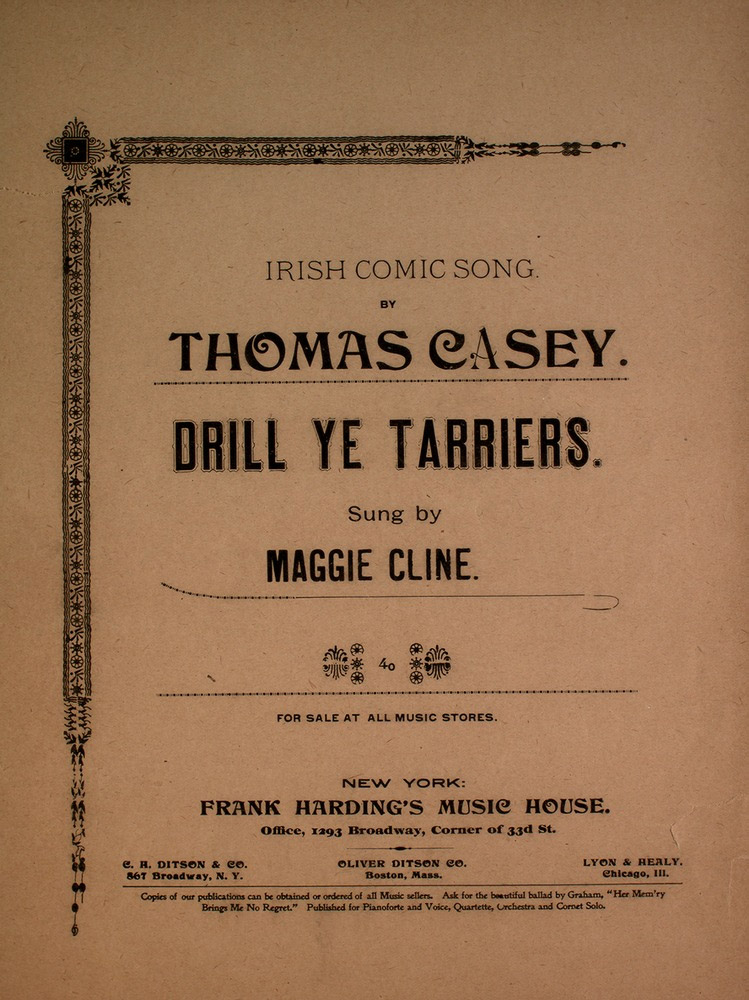 IRISH COMIC SONG.
BY
THOMAS CASEY.
DRILL YE TARRIERS.
Sung by
MAGGIE CLINE.
40
FOR SALE AT ALL MUSIC STORES.
NEW YORK:
FRANK HARDING'S MUSIC HOUSE.
Office, 1293 Broadway, Corner of 33d St.
C. H. DITSON & CO. OLIVER DITSON CO. LYON & HEALY.
867 Broadway, N. Y. Boston, Mass. Chicago, Ill.
Copies of our publications can be obtained or ordered of all Music sellers. Ask for the beautiful ballad by Graham, "Her Mem'ry
Brings Me No Regret." Published for Pianoforte and Voice, Quartette, Orchestra and Cornet Solo.